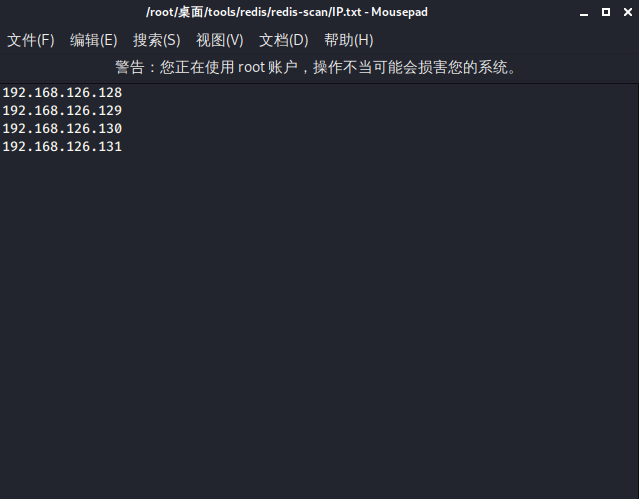 /root/桌面/tools/redis/redis-scan/IP.txt - Mousepad
文件(F) 编辑(E) 搜索(S) 视图(V) 文档(D) 帮助(H)
警告：您正在使用 root 账户，操作不当可能会损害您的系统。
192.168.126.128
192.168.126.129
192.168.126.130
192.168.126.131